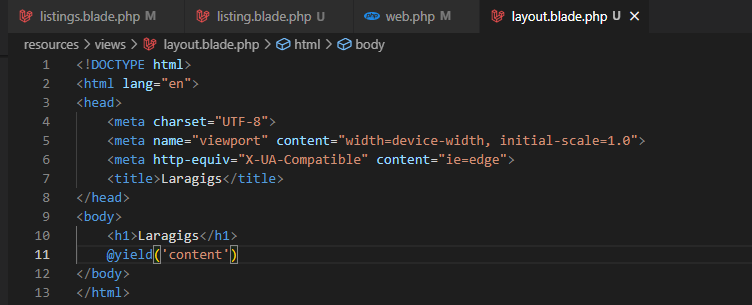 listings.blade.php M listing.blade.php U web.php M layout.blade.php U
resources > views > layout.blade.php > html > body
1 <!DOCTYPE html>
2 <html lang="en">
3 <head>
4 <meta charset="UTF-8">
5 <meta name="viewport" content="width=device-width, initial-scale=1.0">
6 <meta http-equiv="X-UA-Compatible" content="ie=edge">
7 <title>Laragigs</title>
8 </head>
9 <body>
10 <h1>Laragigs</h1>
11 @yield('content')
12 </body>
13 </html>